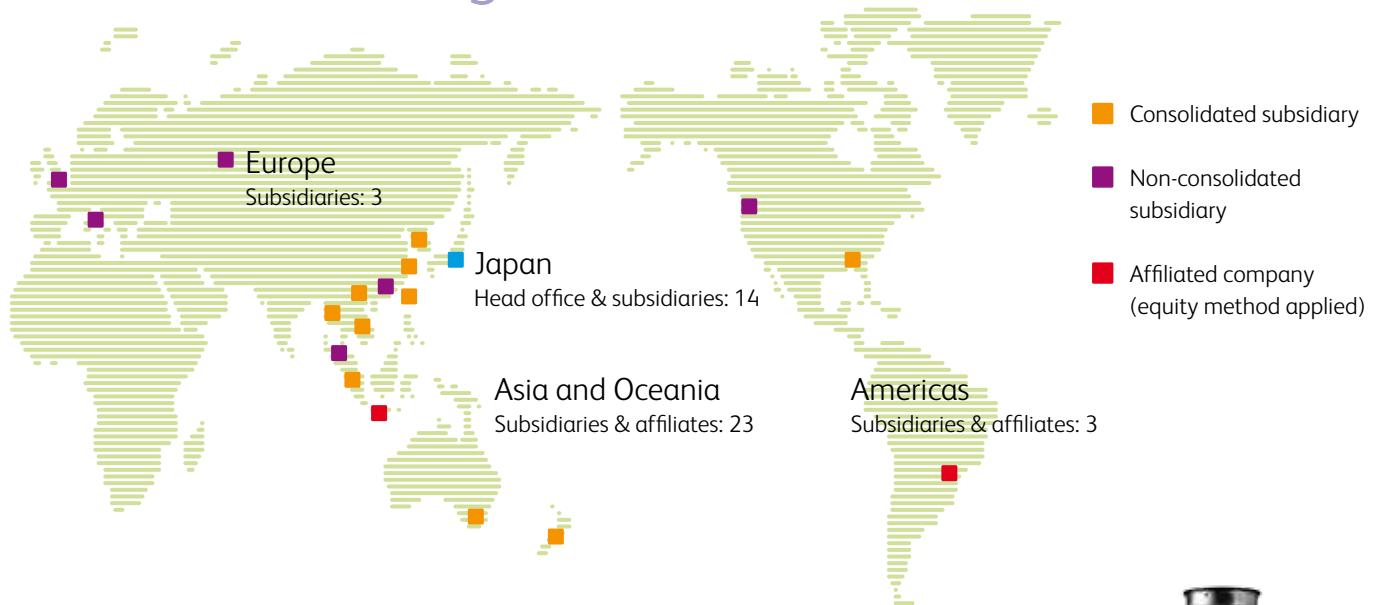 Europe
Subsidiaries: 3
Japan
Head office & subsidiaries: 14
Asia and Oceania
Subsidiaries & affiliates: 23
Americas
Subsidiaries & affiliates: 3
Consolidated subsidiary
Non-consolidated
subsidiary
Affiliated company
(equity method applied)